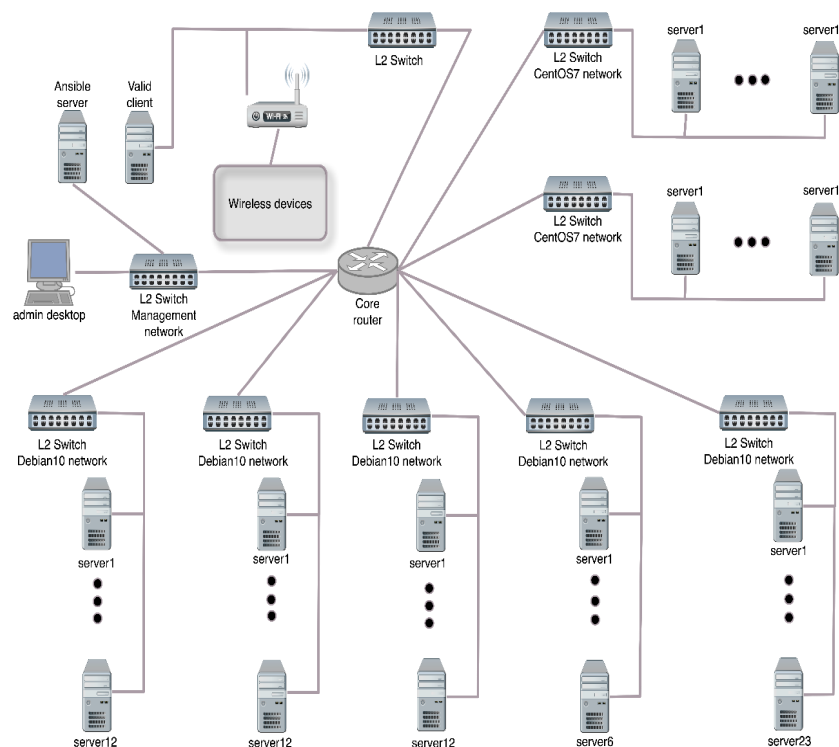 L2 Switch
L2 Switch
CentOS7 network
server1
server1
Ansible
server
Valid
client
Wi-Fi
Wireless devices
L2 Switch
CentOS7 network
server1
server1
admin desktop
L2 Switch
Management
network
Core
router
L2 Switch
Debian10 network
L2 Switch
Debian10 network
L2 Switch
Debian10 network
L2 Switch
Debian10 network
L2 Switch
Debian10 network
server1
server1
server1
server1
server1
server12
server12
server12
server6
server23